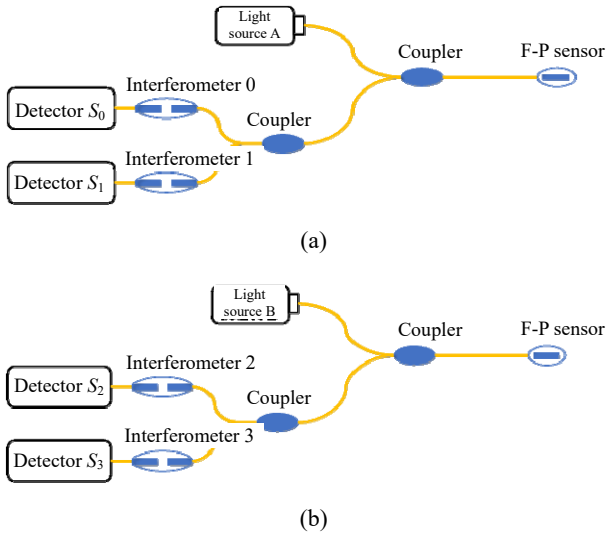 Light
source A
Coupler
F-P sensor
Interferometer 0
Detector S0
Coupler
Interferometer 1
Detector S1
(a)
Light
source B
Coupler
F-P sensor
Interferometer 2
Detector S2
Coupler
Interferometer 3
Detector S3
(b)